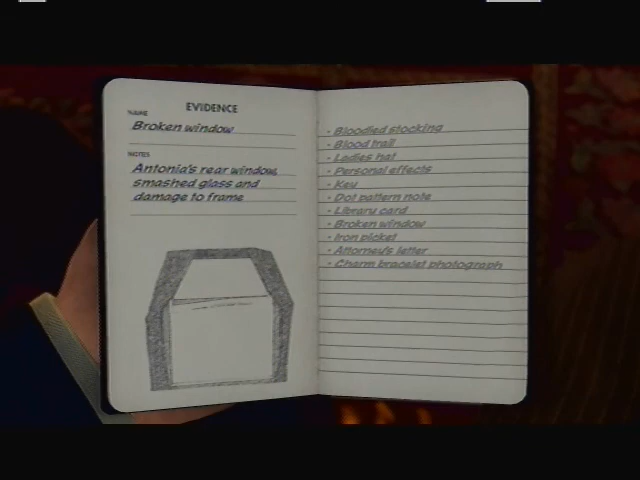 EVIDENCE
NAME
Broken window
NOTES
Antonia's rear window,
smashed glass and
damage to frame
- Bloodied stocking
- Blood trail
- Ladies hat
- Personal effects
- Key
- Dot pattern note
- Library card
- Broken window
- Iron picket
- Attorney's letter
- Charm bracelet photograph